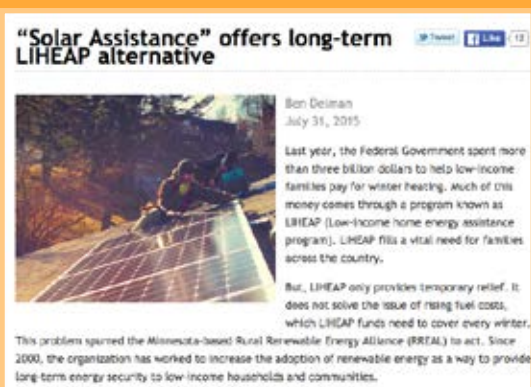 “Solar Assistance” offers long-term
LIHEAP alternative
Tweet
Like
13
Ben Delman
July 31, 2015
Last year, the Federal Government spent more
than three billion dollars to help low-income
families pay for winter heating. Much of this
money comes through a program known as
LIHEAP (Low-income home energy assistance
program). LIHEAP fills a vital need for families
across the country.
But, LIHEAP only provides temporary relief. It
does not solve the issue of rising fuel costs,
which LIHEAP funds need to cover every winter.
This problem spurred the Minnesota-based Rural Renewable Energy Alliance (RREAL) to act. Since
2000, the organization has worked to increase the adoption of renewable energy as a way to provide
long-term energy security to low-income households and communities.